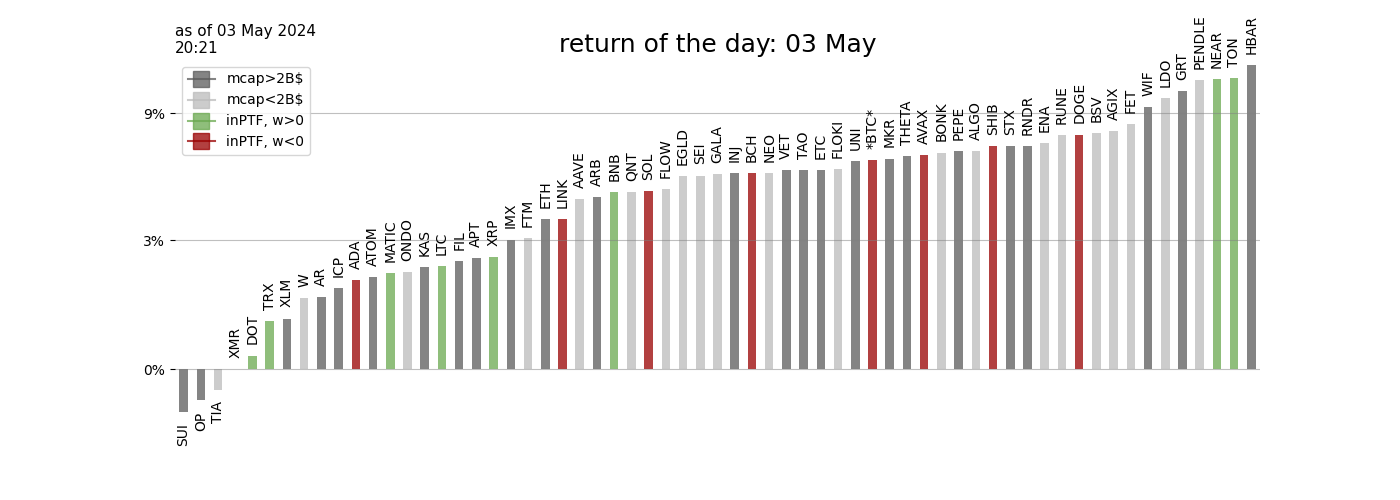 as of 03 May 2024
20:21
return of the day: 03 May
mcap>2B$
mcap<2B$
inPTF, w>0
inPTF, w<0
9%
3%
0%
SUI
OP
TIA
XMR
DOT
TRX
XLM
W
AR
ICP
ADA
ATOM
MATIC
ONDO
KAS
LTC
FIL
APT
XRP
IMX
FTM
ETH
LINK
AAVE
ARB
BNB
QNT
SOL
FLOW
EGLD
SEI
GALA
INJ
BCH
NEO
VET
TAO
ETC
FLOKI
UNI
*BTC*
MKR
THETA
AVAX
BONK
PEPE
ALGO
SHIB
STX
RNDR
ENA
RUNE
DOGE
BSV
AGIX
FET
WIF
LDO
GRT
PENDLE
NEAR
TON
HBAR